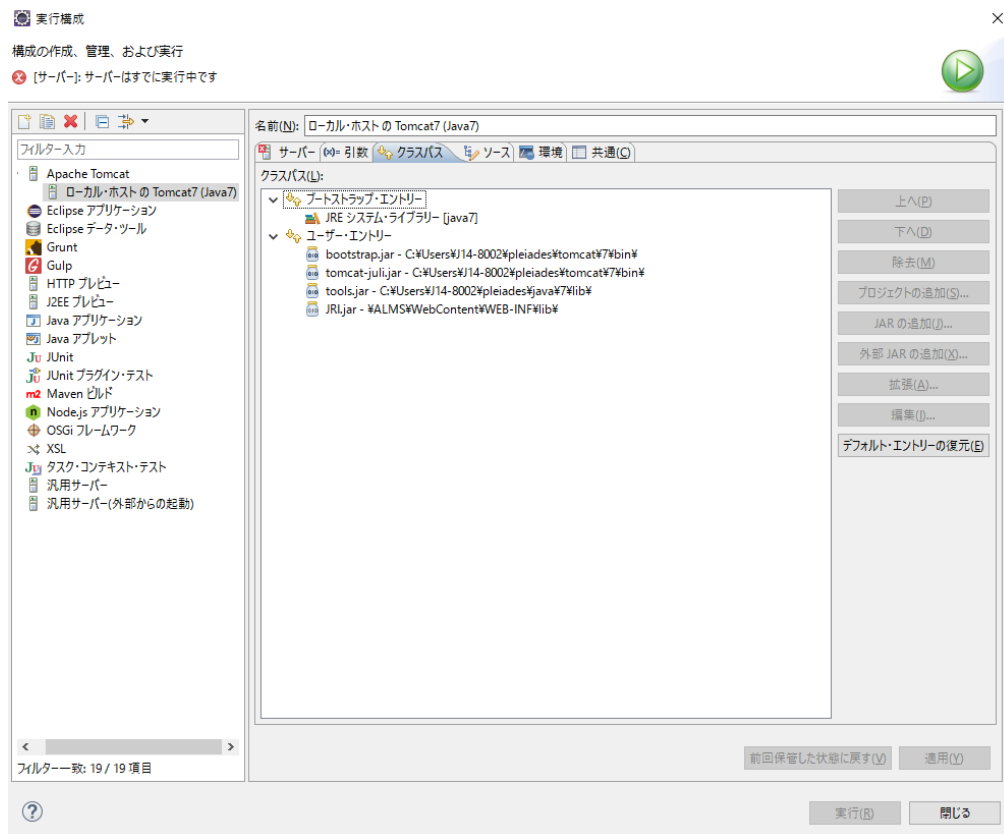 実行構成
構成の作成、管理、および実行
[サーバー]: サーバーはすでに実行中です
フィルター入力
Apache Tomcat
ローカル・ホスト の Tomcat7 (Java7)
Eclipse アプリケーション
Eclipse データ・ツール
Grunt
Gulp
HTTP プレビュー
J2EE プレビュー
Java アプリケーション
Java アプレット
JUnit
JUnit プラグイン・テスト
Maven ビルド
Node.js アプリケーション
OSGi フレームワーク
XSL
タスク・コンテキスト・テスト
汎用サーバー
汎用サーバー(外部からの起動)
フィルター一致: 19 / 19 項目
名前(N): ローカル・ホスト の Tomcat7 (Java7)
サーバー (x)= 引数 クラスパス ソース 環境 共通(C)
クラスパス(L):
ブートストラップ・エントリー
JRE システム・ライブラリー [java7]
ユーザー・エントリー
bootstrap.jar - C:¥Users¥J14-8002¥pleiades¥tomcat¥7¥bin¥
tomcat-juli.jar - C:¥Users¥J14-8002¥pleiades¥tomcat¥7¥bin¥
tools.jar - C:¥Users¥J14-8002¥pleiades¥java¥7¥lib¥
JRI.jar - ¥ALMS¥WebContent¥WEB-INF¥lib¥
上へ(P)
下へ(D)
除去(M)
プロジェクトの追加(S)...
JAR の追加(J)...
外部 JAR の追加(X)...
拡張(A)...
編集(I)...
デフォルト・エントリーの復元(E)
前回保管した状態に戻す(V) 適用(Y)
実行(R) 閉じる